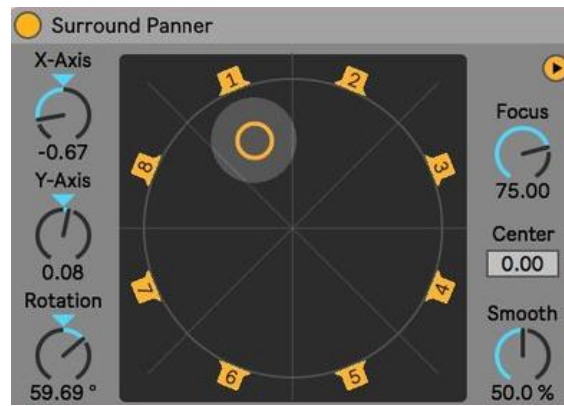 Surround Panner
X-Axis
-0.67
Y-Axis
0.08
Rotation
59.69 °
1
2
3
4
5
6
7
8
Focus
75.00
Center
0.00
Smooth
50.0 %